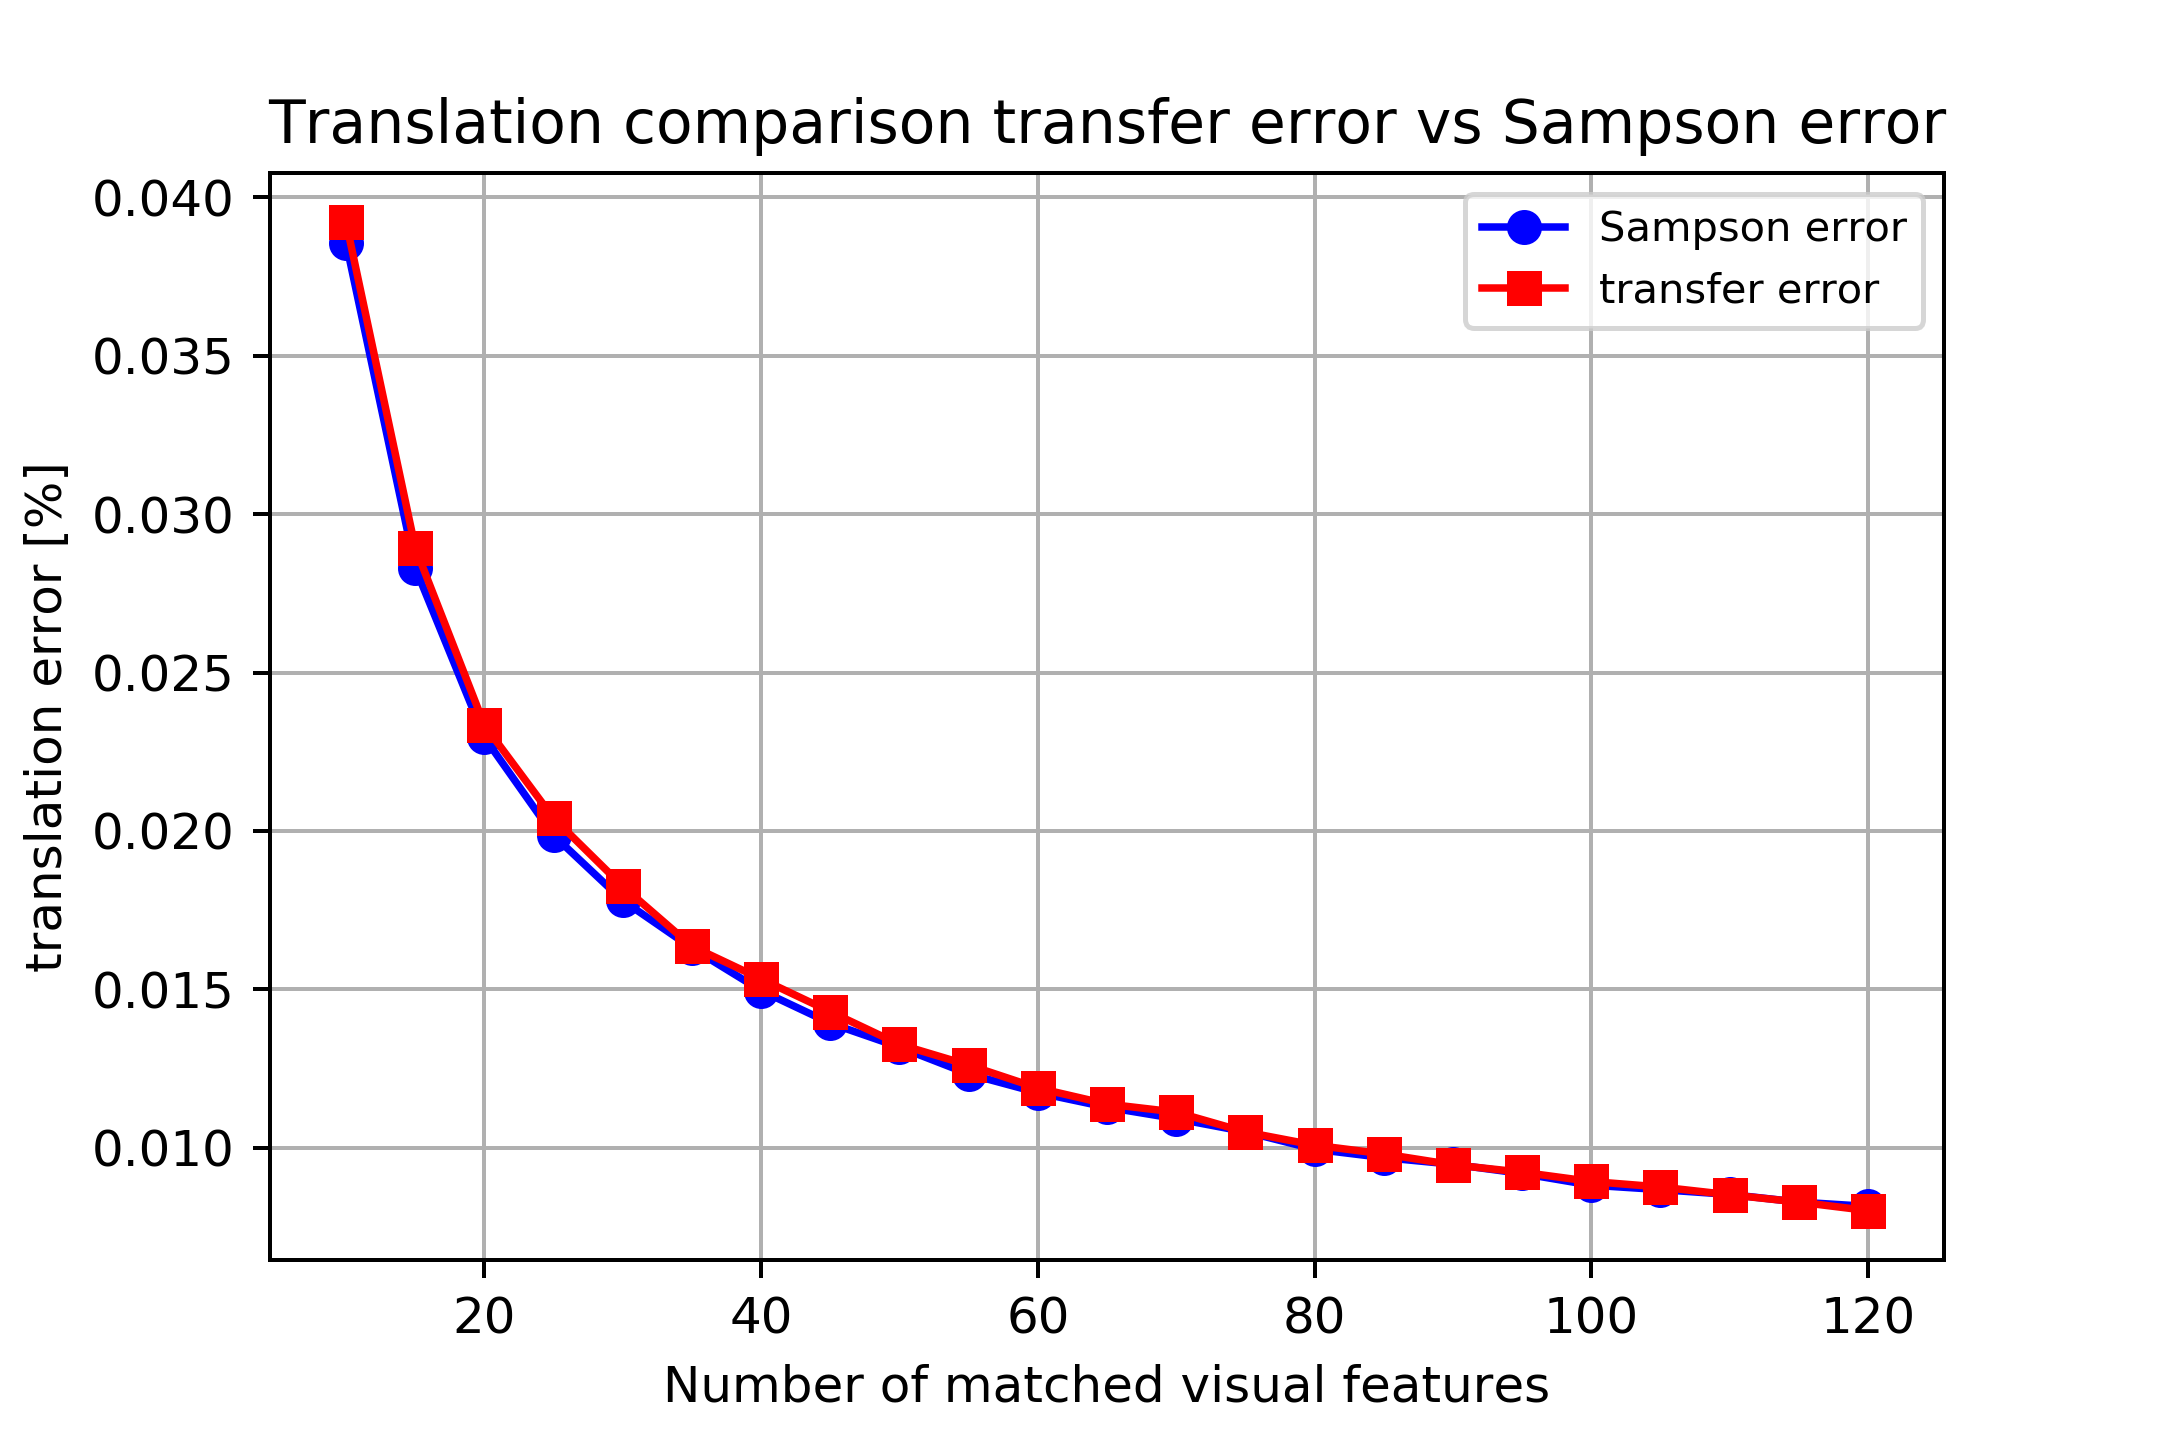 Translation comparison transfer error vs Sampson error
Sampson error
transfer error
translation error [%]
0.040
0.035
0.030
0.025
0.020
0.015
0.010
20 40 60 80 100 120
Number of matched visual features